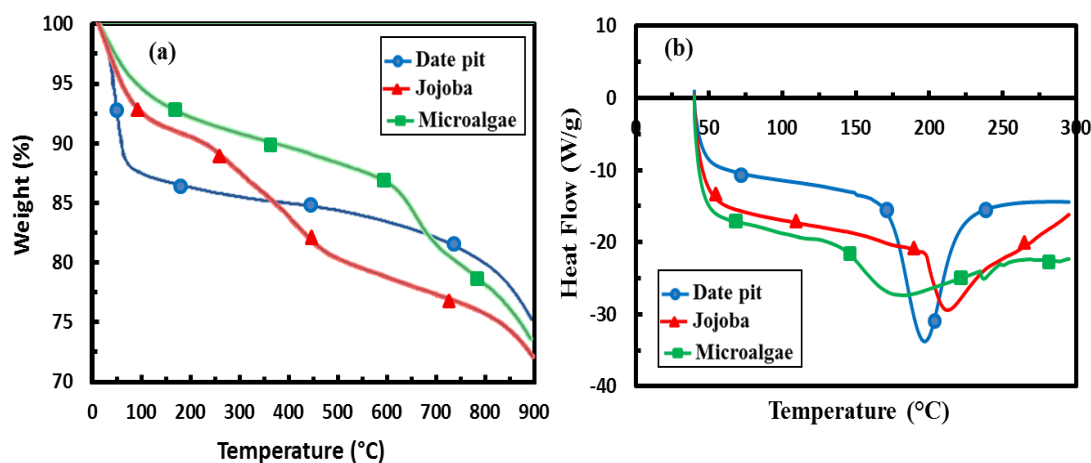 (a)
Date pit
Jojoba
Microalgae
100
95
90
85
80
75
70
Weight (%)
0 100 200 300 400 500 600 700 800 900
Temperature (°C)
(b)
10
0
-10
-20
-30
-40
Heat Flow (W/g)
0 50 100 150 200 250 300
Date pit
Jojoba
Microalgae
Temperature (°C)